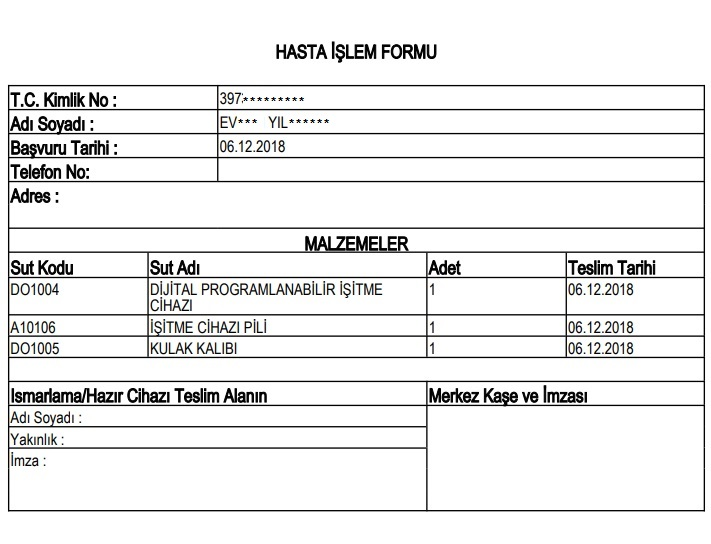 HASTA İŞLEM FORMU
T.C. Kimlik No : 397*********
Adı Soyadı : EV*** YIL******
Başvuru Tarihi : 06.12.2018
Telefon No:
Adres :
MALZEMELER
Sut Kodu Sut Adı Adet Teslim Tarihi
DO1004 DİJİTAL PROGRAMLANABİLİR İŞİTME 1 06.12.2018
CİHAZI
A10106 İŞİTME CİHAZI PİLİ 1 06.12.2018
DO1005 KULAK KALIBI 1 06.12.2018
Ismarlama/Hazır Cihazı Teslim Alanın Merkez Kaşe ve İmzası
Adı Soyadı :
Yakınlık :
İmza :